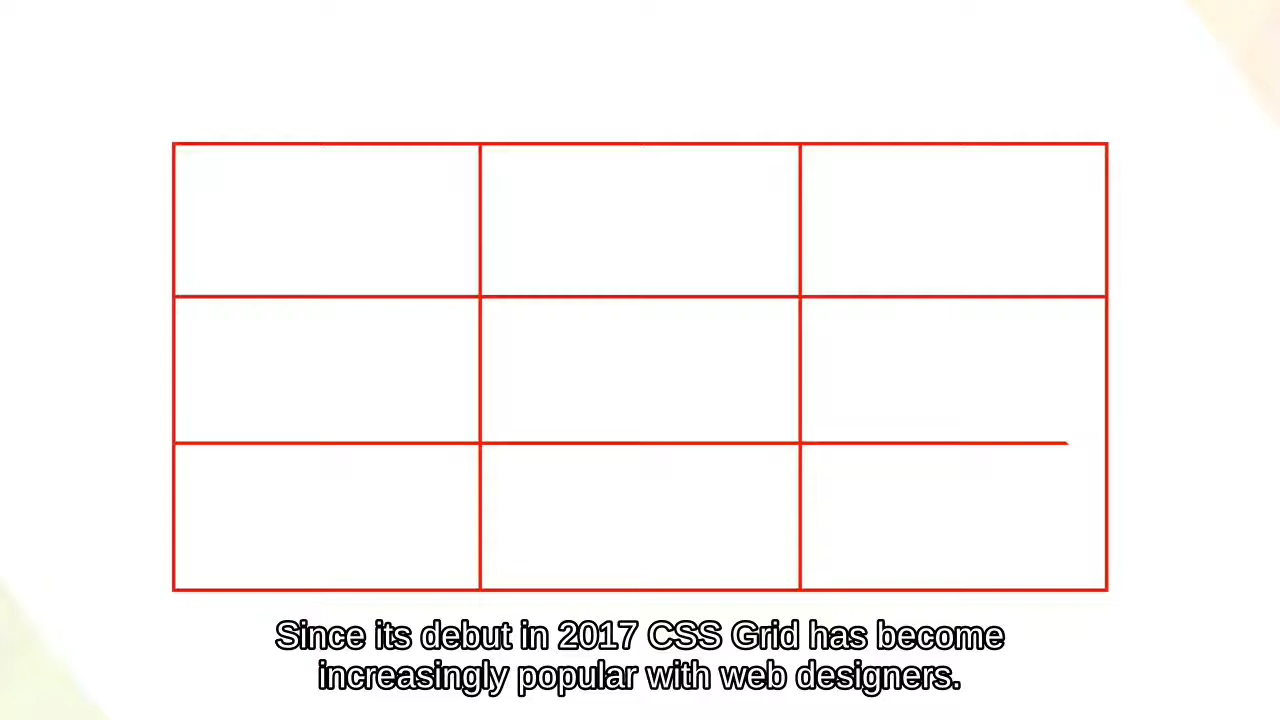 Since its debut in 2017 CSS Grid has become
increasingly popular with web designers.